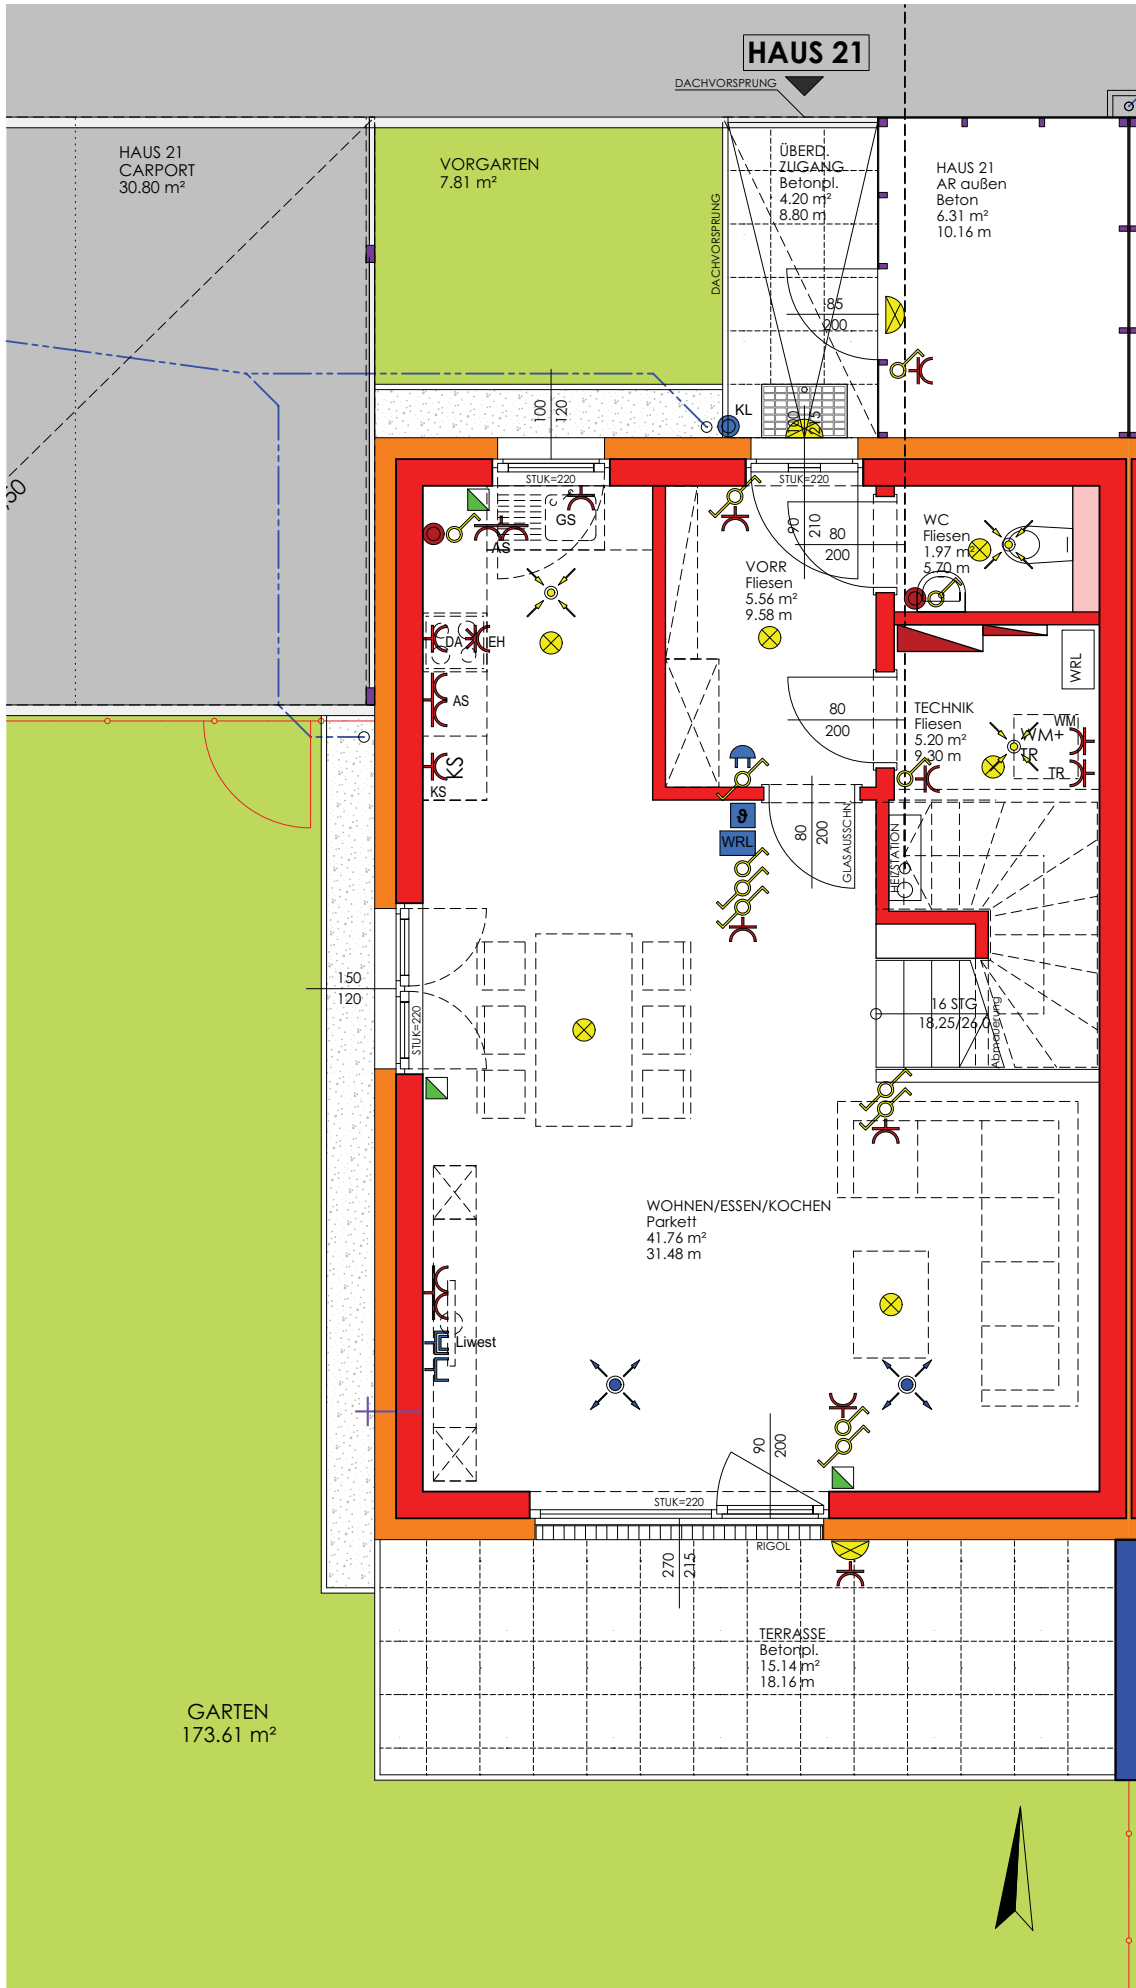 HAUS 21
DACHVORSPRUNG
HAUS 21
CARPORT
30.80 m²
VORGARTEN
7.81 m²
DACHVORSPRUNG
ÜBERD.
ZUGANG
Betonpl.
4.20 m²
8.80 m
HAUS 21
AR außen
Beton
6.31 m²
10.16 m
85
200
KL
100
120
STUK=220
STUK=220
GS
AS
90
210
80
200
WC
Fliesen
1.97 m²
5.70 m
VORR
Fliesen
5.56 m²
9.58 m
DA
EH
AS
KS
KS
WRL
80
200
TECHNIK
Fliesen
5.20 m²
9.30 m
WM
WM+
TR
TR
ϑ
WRL
80
200
GLASAUSSCHN.
HEIZSTATION
150
120
STUK=220
16 STG
18,25/26,0
Abmauerung
WOHNEN/ESSEN/KOCHEN
Parkett
41.76 m²
31.48 m
Liwest
90
200
STUK=220
RIGOL
270
215
TERRASSE
Betonpl.
15.14 m²
18.16 m
GARTEN
173.61 m²